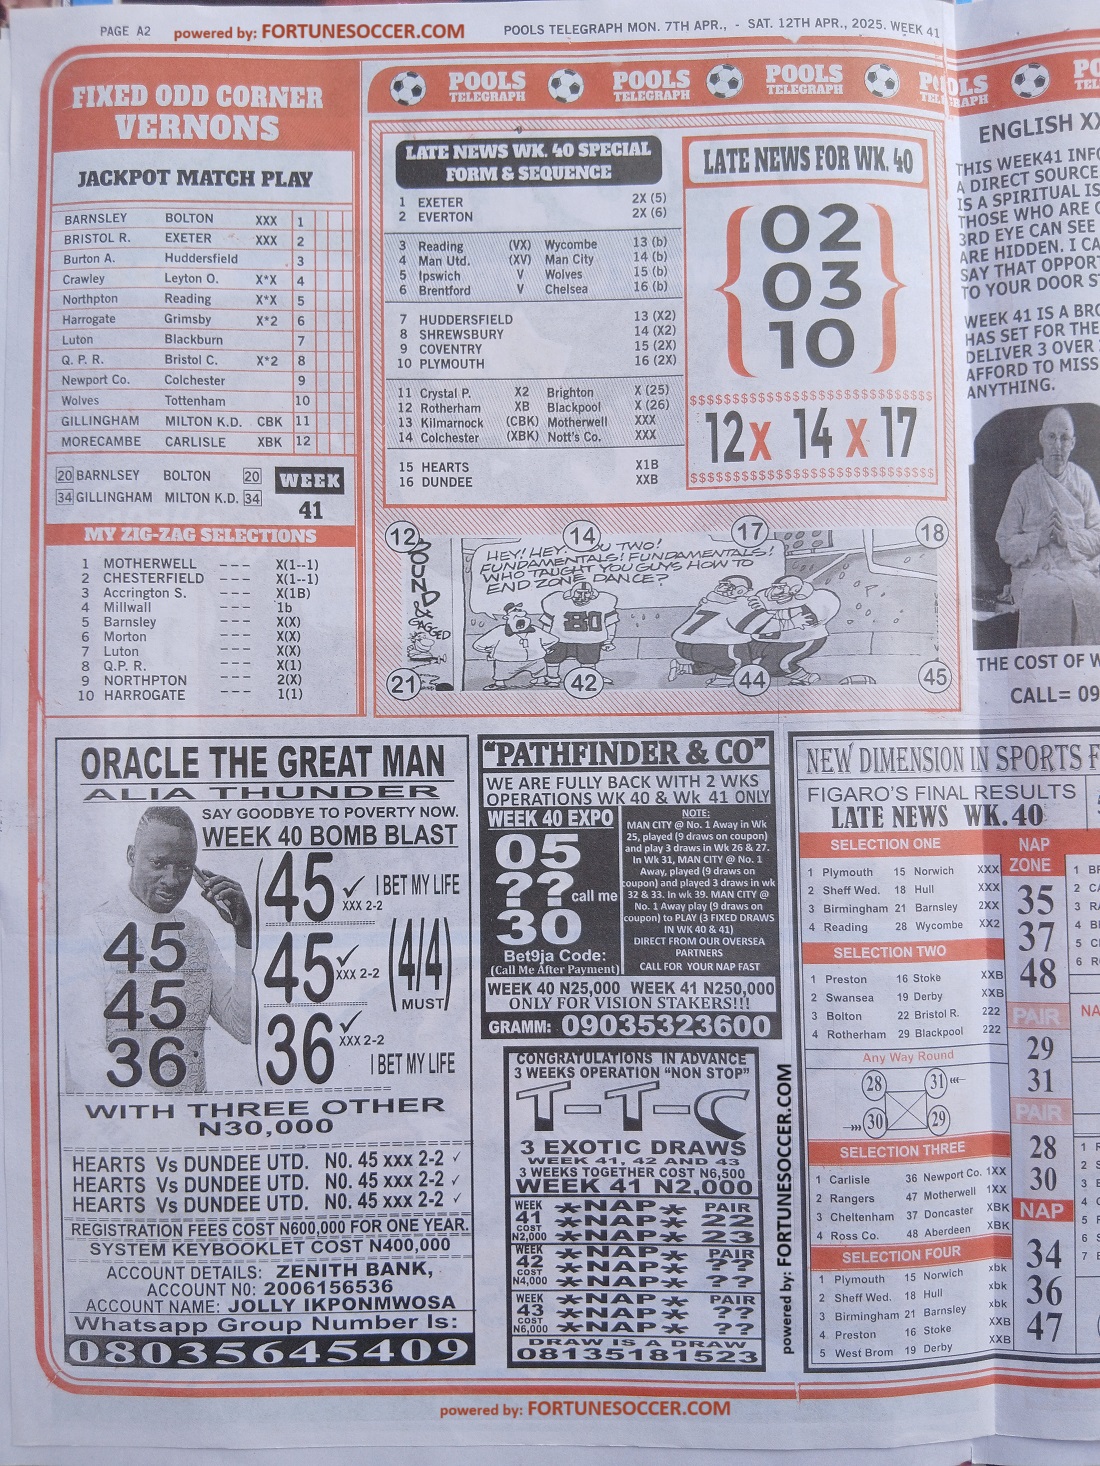 PAGE A2 powered by: FORTUNESOCCER.COM POOLS TELEGRAPH MON. 7TH APR., - SAT. 12TH APR., 2025. WEEK 41
FIXED ODD CORNER
VERNONS
JACKPOT MATCH PLAY
BARNSLEY BOLTON XXX 1
BRISTOL R. EXETER XXX 2
Burton A. Huddersfield 3
Crawley Leyton O. X*X 4
Northpton Reading X*X 5
Harrogate Grimsby X*2 6
Luton Blackburn 7
Q. P. R. Bristol C. X*2 8
Newport Co. Colchester 9
Wolves Tottenham 10
GILLINGHAM MILTON K.D. CBK 11
MORECAMBE CARLISLE XBK 12
20 BARNLSEY BOLTON 20
34 GILLINGHAM MILTON K.D. 34
WEEK
41
MY ZIG-ZAG SELECTIONS
1 MOTHERWELL --- X(1--1)
2 CHESTERFIELD --- X(1--1)
3 Accrington S. --- X(1B)
4 Millwall --- 1b
5 Barnsley --- X(X)
6 Morton --- X(X)
7 Luton --- X(X)
8 Q.P. R. --- X(1)
9 NORTHPTON --- 2(X)
10 HARROGATE --- 1(1)
POOLS TELEGRAPH POOLS TELEGRAPH POOLS TELEGRAPH POOLS TELEGRAPH
LATE NEWS WK. 40 SPECIAL
FORM & SEQUENCE
1 EXETER 2X (5)
2 EVERTON 2X (6)
3 Reading (VX) Wycombe 13 (b)
4 Man Utd. (XV) Man City 14 (b)
5 Ipswich V Wolves 15 (b)
6 Brentford V Chelsea 16 (b)
7 HUDDERSFIELD 13 (X2)
8 SHREWSBURY 14 (X2)
9 COVENTRY 15 (2X)
10 PLYMOUTH 16 (2X)
11 Crystal P. X2 Brighton X (25)
12 Rotherham XB Blackpool X (26)
13 Kilmarnock (CBK) Motherwell XXX
14 Colchester (XBK) Nott's Co. XXX
15 HEARTS X1B
16 DUNDEE XXB
LATE NEWS FOR WK. 40
02
03
10
12 x 14 x 17
12 14 17 18
BOUND & GAGGED
HEY! HEY! YOU TWO!
FUNDAMENTALS! FUNDAMENTALS!
WHO TAUGHT YOU GUYS HOW TO
END ZONE DANCE?
80 7
21 42 44 45
ENGLISH XX
THIS WEEK41 INFO
A DIRECT SOURCE
IS A SPIRITUAL IS
THOSE WHO ARE
3RD EYE CAN SEE
ARE HIDDEN. I CA
SAY THAT OPPORT
TO YOUR DOOR S
WEEK 41 IS A BRO
HAS SET FOR THE
DELIVER 3 OVER
AFFORD TO MISS
ANYTHING.
THE COST OF W
CALL= 09
ORACLE THE GREAT MAN
ALIA THUNDER
SAY GOODBYE TO POVERTY NOW.
WEEK 40 BOMB BLAST
45 ✓ XXX 2-2 I BET MY LIFE
45 ✓ XXX 2-2 (4/4) MUST
36 ✓ XXX 2-2 I BET MY LIFE
45
45
36
WITH THREE OTHER
N30,000
HEARTS Vs DUNDEE UTD. N0. 45 xxx 2-2 ✓
HEARTS Vs DUNDEE UTD. N0. 45 xxx 2-2 ✓
HEARTS Vs DUNDEE UTD. N0. 45 xxx 2-2 ✓
REGISTRATION FEES COST N600,000 FOR ONE YEAR.
SYSTEM KEYBOOKLET COST N400,000
ACCOUNT DETAILS: ZENITH BANK,
ACCOUNT N0: 2006156536
ACCOUNT NAME: JOLLY IKPONMWOSA
Whatsapp Group Number Is:
08035645409
"PATHFINDER & CO"
WE ARE FULLY BACK WITH 2 WKS
OPERATIONS WK 40 & Wk 41 ONLY
WEEK 40 EXPO
05
?? call me
30
Bet9ja Code:
(Call Me After Payment)
NOTE:
MAN CITY @ No. 1 Away in Wk
25, played (9 draws on coupon)
and play 3 draws in Wk 26 & 27.
In Wk 31, MAN CITY @ No. 1
Away, played (9 draws on
coupon) and played 3 draws in wk
32 & 33. In wk 39. MAN CITY @
No. 1 Away play (9 draws on
coupon) to PLAY (3 FIXED DRAWS
IN WK 40 & 41)
DIRECT FROM OUR OVERSEA
PARTNERS
CALL FOR YOUR NAP FAST
WEEK 40 N25,000 WEEK 41 N250,000
ONLY FOR VISION STAKERS!!!
GRAMM: 09035323600
CONGRATULATIONS IN ADVANCE
3 WEEKS OPERATION "NON STOP"
T-T-C
3 EXOTIC DRAWS
WEEK 41, 42 AND 43
3 WEEKS TOGETHER COST N6,500
WEEK 41 N2,000
WEEK 41 COST N2,000 *NAP* *NAP* PAIR 22 23
WEEK 42 COST N4,000 *NAP* *NAP* PAIR ?? ??
WEEK 43 COST N6,000 *NAP* *NAP* PAIR ?? ??
DRAW IS A DRAW
08135181523
powered by: FORTUNESOCCER.COM
NEW DIMENSION IN SPORTS F
FIGARO'S FINAL RESULTS
LATE NEWS WK. 40
SELECTION ONE
1 Plymouth 15 Norwich XXX
2 Sheff Wed. 18 Hull XXX
3 Birmingham 21 Barnsley 2XX
4 Reading 28 Wycombe XX2
SELECTION TWO
1 Preston 16 Stoke XXB
2 Swansea 19 Derby XXB
3 Bolton 22 Bristol R. 222
4 Rotherham 29 Blackpool 222
Any Way Round
28 31
30 29
SELECTION THREE
1 Carlisle 36 Newport Co. 1XX
2 Rangers 47 Motherwell 1XX
3 Cheltenham 37 Doncaster XBK
4 Ross Co. 48 Aberdeen XBK
SELECTION FOUR
1 Plymouth 15 Norwich xbk
2 Sheff Wed. 18 Hull xbk
3 Birmingham 21 Barnsley xbk
4 Preston 16 Stoke XXB
5 West Brom 19 Derby XXB
NAP
ZONE
35
37
48
PAIR
29
31
PAIR
28
30
NAP
34
36
47
powered by: FORTUNESOCCER.COM